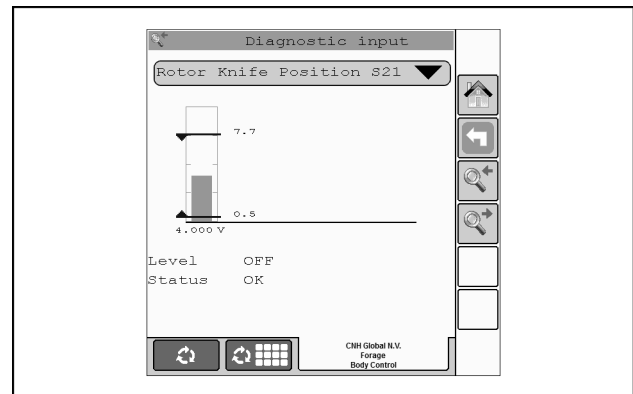 Diagnostic input
Rotor Knife Position S21
7.7
0.5
4.000 V
Level OFF
Status OK
CNH Global N.V.
Forage
Body Control